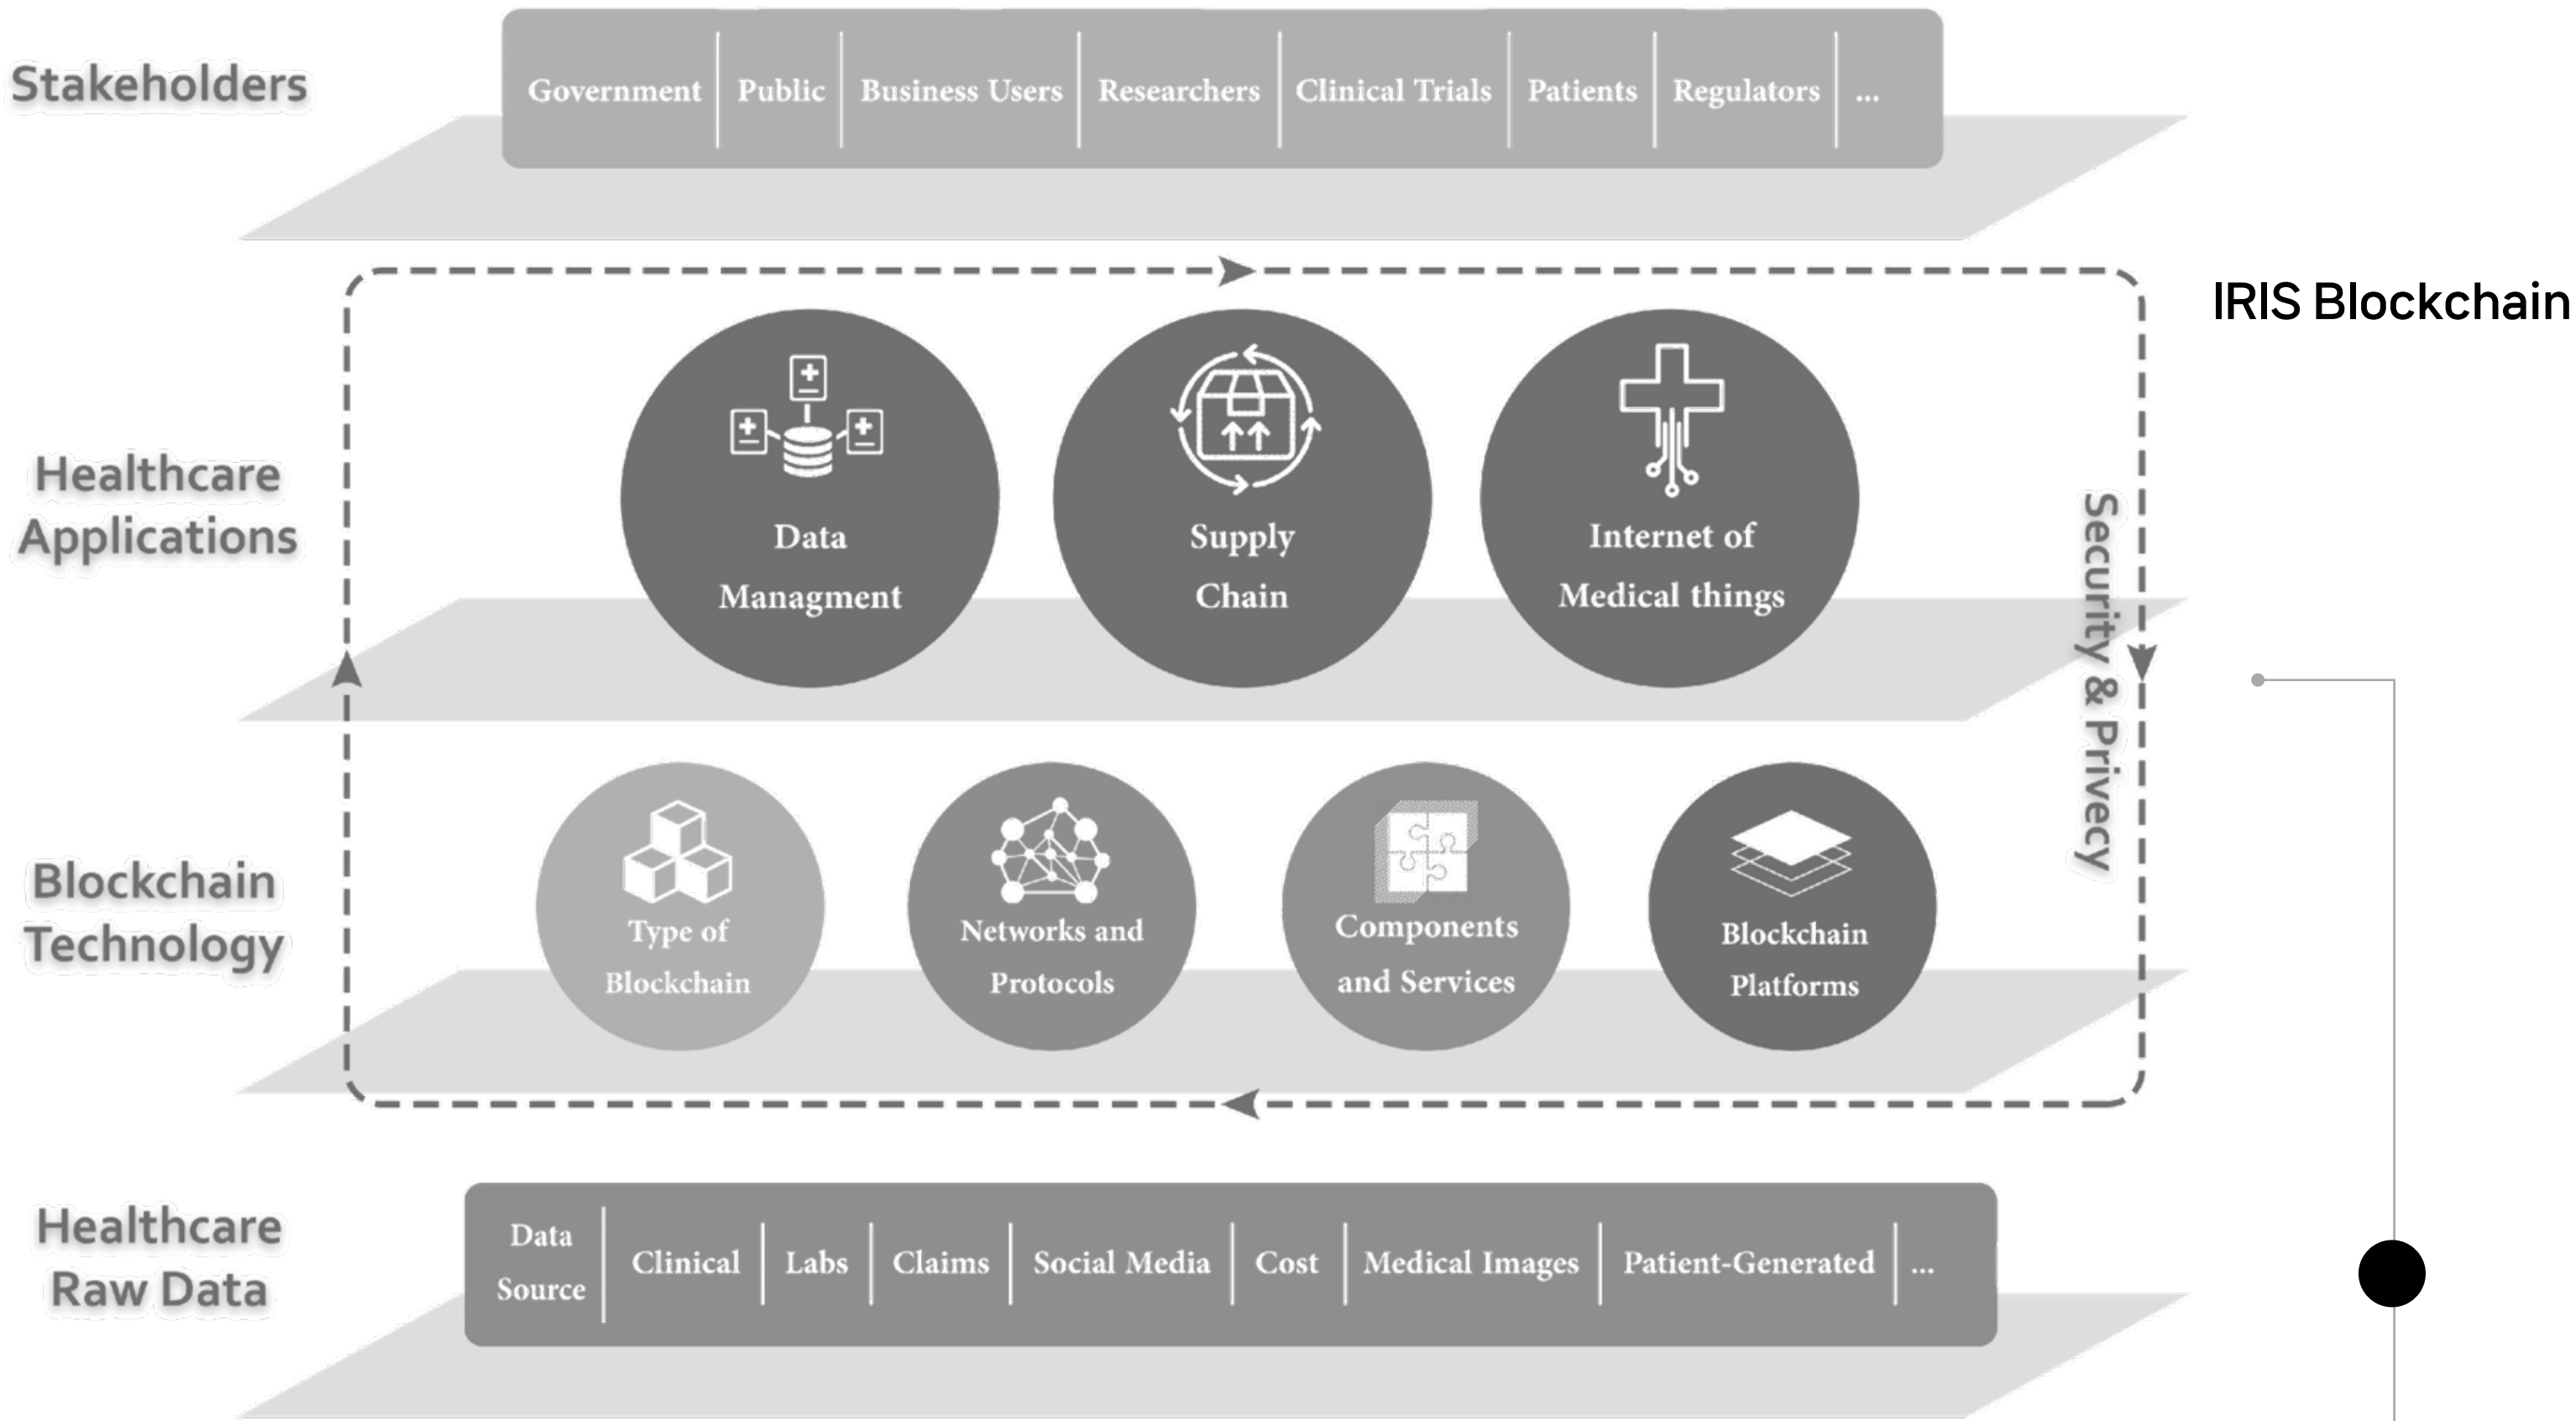 Stakeholders
Government
Public
Business Users
Researchers
Clinical Trials
Patients
Regulators
...
IRIS Blockchain
Healthcare
Applications
Data
Managment
Supply
Chain
Internet of
Medical things
Security & Privecy
Blockchain
Technology
Type of
Blockchain
Networks and
Protocols
Components
and Services
Blockchain
Platforms
Healthcare
Raw Data
Data
Source
Clinical
Labs
Claims
Social Media
Cost
Medical Images
Patient-Generated
...